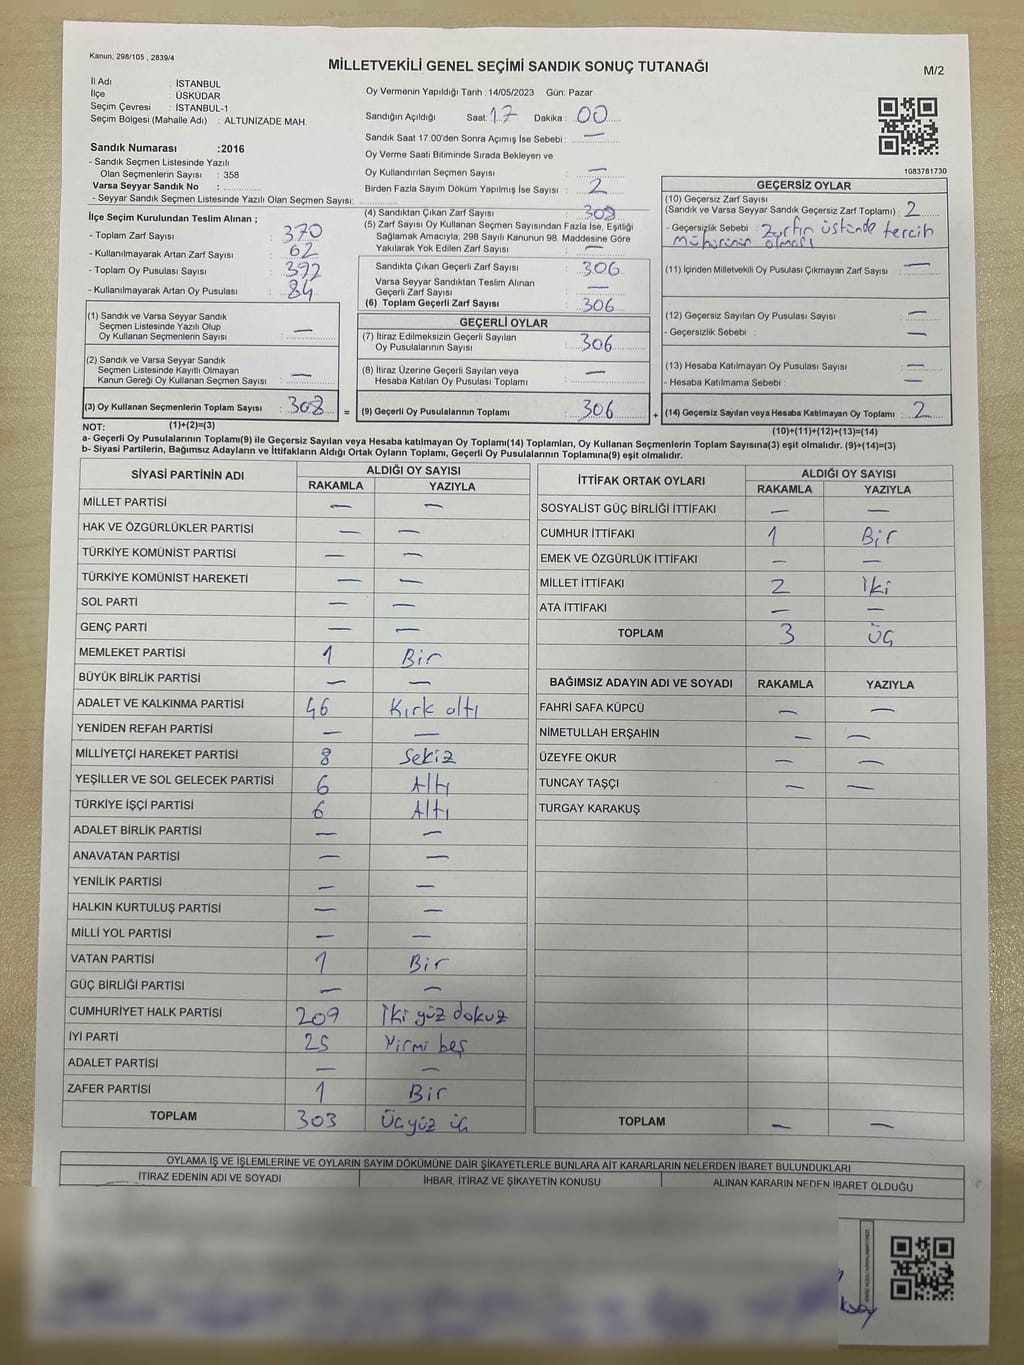 Kanun, 298/105 , 2839/4
MİLLETVEKİLİ GENEL SEÇİMİ SANDIK SONUÇ TUTANAĞI
M/2
İl Adı : İSTANBUL
İlçe : ÜSKÜDAR
Seçim Çevresi : İSTANBUL-1
Seçim Bölgesi (Mahalle Adı) : ALTUNİZADE MAH.
Sandık Numarası :2016
- Sandık Seçmen Listesinde Yazılı
Olan Seçmenlerin Sayısı : 358
Varsa Seyyar Sandık No :
- Seyyar Sandık Seçmen Listesinde Yazılı Olan Seçmen Sayısı:
Oy Vermenin Yapıldığı Tarih :14/05/2023 Gün: Pazar
Sandığın Açıldığı Saat: 17 Dakika : 00
Sandık Saat 17:00'den Sonra Açımış İse Sebebi : —
Oy Verme Saati Bitiminde Sırada Bekleyen ve
Oy Kullandırılan Seçmen Sayısı : —
Birden Fazla Sayım Döküm Yapılmış İse Sayısı : 2
1083781730
İlçe Seçim Kurulundan Teslim Alınan ;
- Toplam Zarf Sayısı : 370
- Kullanılmayarak Artan Zarf Sayısı : 62
- Toplam Oy Pusulası Sayısı : 392
- Kullanılmayarak Artan Oy Pusulası : 84
(1) Sandık ve Varsa Seyyar Sandık
Seçmen Listesinde Yazılı Olup
Oy Kullanan Seçmenlerin Sayısı : —
(2) Sandık ve Varsa Seyyar Sandık
Seçmen Listesinde Kayıtlı Olmayan
Kanun Gereği Oy Kullanan Seçmen Sayısı : —
(3) Oy Kullanan Seçmenlerin Toplam Sayısı : 308 =
(1)+(2)=(3)
(4) Sandıktan Çıkan Zarf Sayısı : 308
(5) Zarf Sayısı Oy Kullanan Seçmen Sayısından Fazla İse, Eşitliği
Sağlamak Amacıyla; 298 Sayılı Kanunun 98. Maddesine Göre
Yakılarak Yok Edilen Zarf Sayısı : —
Sandıkta Çıkan Geçerli Zarf Sayısı : 306
Varsa Seyyar Sandıktan Teslim Alınan
Geçerli Zarf Sayısı : —
(6) Toplam Geçerli Zarf Sayısı : 306
GEÇERLİ OYLAR
(7) İtiraz Edilmeksizin Geçerli Sayılan
Oy Pusulalarının Sayısı : 306
(8) İtiraz Üzerine Geçerli Sayılan veya
Hesaba Katılan Oy Pusulası Toplamı : —
(9) Geçerli Oy Pusulalarının Toplamı : 306 +
GEÇERSİZ OYLAR
(10) Geçersiz Zarf Sayısı
(Sandık ve Varsa Seyyar Sandık Geçersiz Zarf Toplamı) : 2
- Geçersizlik Sebebi : Zarfın üstünde tercih
mührünün olması
(11) İçinden Milletvekili Oy Pusulası Çıkmayan Zarf Sayısı : —
(12) Geçersiz Sayılan Oy Pusulası Sayısı : —
- Geçersizlik Sebebi : —
(13) Hesaba Katılmayan Oy Pusulası Sayısı : —
- Hesaba Katılmama Sebebi : —
(14) Geçersiz Sayılan veya Hesaba Katılmayan Oy Toplamı : 2
(10)+(11)+(12)+(13)=(14)
NOT:
a- Geçerli Oy Pusulalarının Toplamı(9) ile Geçersiz Sayılan veya Hesaba katılmayan Oy Toplamı(14) Toplamları, Oy Kullanan Seçmenlerin Toplam Sayısına(3) eşit olmalıdır. (9)+(14)=(3)
b- Siyasi Partilerin, Bağımsız Adayların ve İttifakların Aldığı Ortak Oyların Toplamı, Geçerli Oy Pusulalarının Toplamına(9) eşit olmalıdır.
SİYASİ PARTİNİN ADI ALDIĞI OY SAYISI
RAKAMLA YAZIYLA
MİLLET PARTİSİ — —
HAK VE ÖZGÜRLÜKLER PARTİSİ — —
TÜRKİYE KOMÜNİST PARTİSİ — —
TÜRKİYE KOMÜNİST HAREKETİ — —
SOL PARTİ — —
GENÇ PARTİ — —
MEMLEKET PARTİSİ 1 Bir
BÜYÜK BİRLİK PARTİSİ — —
ADALET VE KALKINMA PARTİSİ 46 Kırk altı
YENİDEN REFAH PARTİSİ — —
MİLLİYETÇİ HAREKET PARTİSİ 8 Sekiz
YEŞİLLER VE SOL GELECEK PARTİSİ 6 Altı
TÜRKİYE İŞÇİ PARTİSİ 6 Altı
ADALET BİRLİK PARTİSİ — —
ANAVATAN PARTİSİ — —
YENİLİK PARTİSİ — —
HALKIN KURTULUŞ PARTİSİ — —
MİLLİ YOL PARTİSİ — —
VATAN PARTİSİ 1 Bir
GÜÇ BİRLİĞİ PARTİSİ — —
CUMHURİYET HALK PARTİSİ 209 İki yüz dokuz
İYİ PARTİ 25 Yirmi beş
ADALET PARTİSİ — —
ZAFER PARTİSİ 1 Bir
TOPLAM 303 Üçyüz üç
İTTİFAK ORTAK OYLARI ALDIĞI OY SAYISI
RAKAMLA YAZIYLA
SOSYALİST GÜÇ BİRLİĞİ İTTİFAKI — —
CUMHUR İTTİFAKI 1 Bir
EMEK VE ÖZGÜRLÜK İTTİFAKI — —
MİLLET İTTİFAKI 2 İki
ATA İTTİFAKI — —
TOPLAM 3 Üç
BAĞIMSIZ ADAYIN ADI VE SOYADI RAKAMLA YAZIYLA
FAHRİ SAFA KÜPCÜ — —
NİMETULLAH ERŞAHİN — —
ÜZEYFE OKUR — —
TUNCAY TAŞÇI — —
TURGAY KARAKUŞ
TOPLAM — —
OYLAMA İŞ VE İŞLEMLERİNE VE OYLARIN SAYIM DÖKÜMÜNE DAİR ŞİKAYETLERLE BUNLARA AİT KARARLARIN NELERDEN İBARET BULUNDUKLARI
İTİRAZ EDENİN ADI VE SOYADI İHBAR, İTİRAZ VE ŞİKAYETİN KONUSU ALINAN KARARIN NEDEN İBARET OLDUĞU